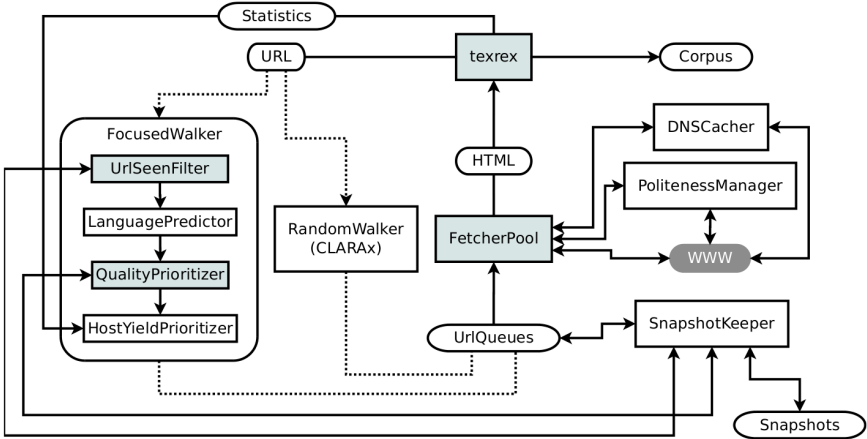 Statistics
URL
texrex
Corpus
FocusedWalker
DNSCacher
UrlSeenFilter
HTML
PolitenessManager
LanguagePredictor
RandomWalker
(CLARAx)
FetcherPool
WWW
QualityPrioritizer
HostYieldPrioritizer
UrlQueues
SnapshotKeeper
Snapshots